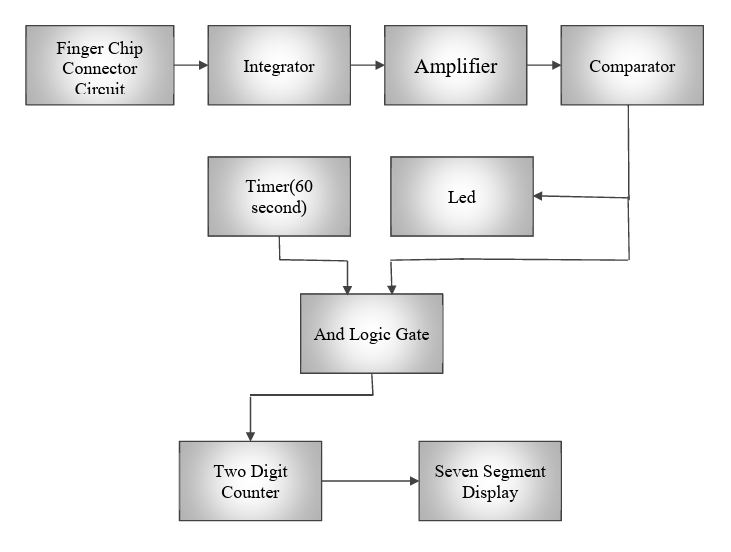 Finger Chip
Connector
Circuit
Integrator
Amplifier
Comparator
Timer(60
second)
Led
And Logic Gate
Two Digit
Counter
Seven Segment
Display